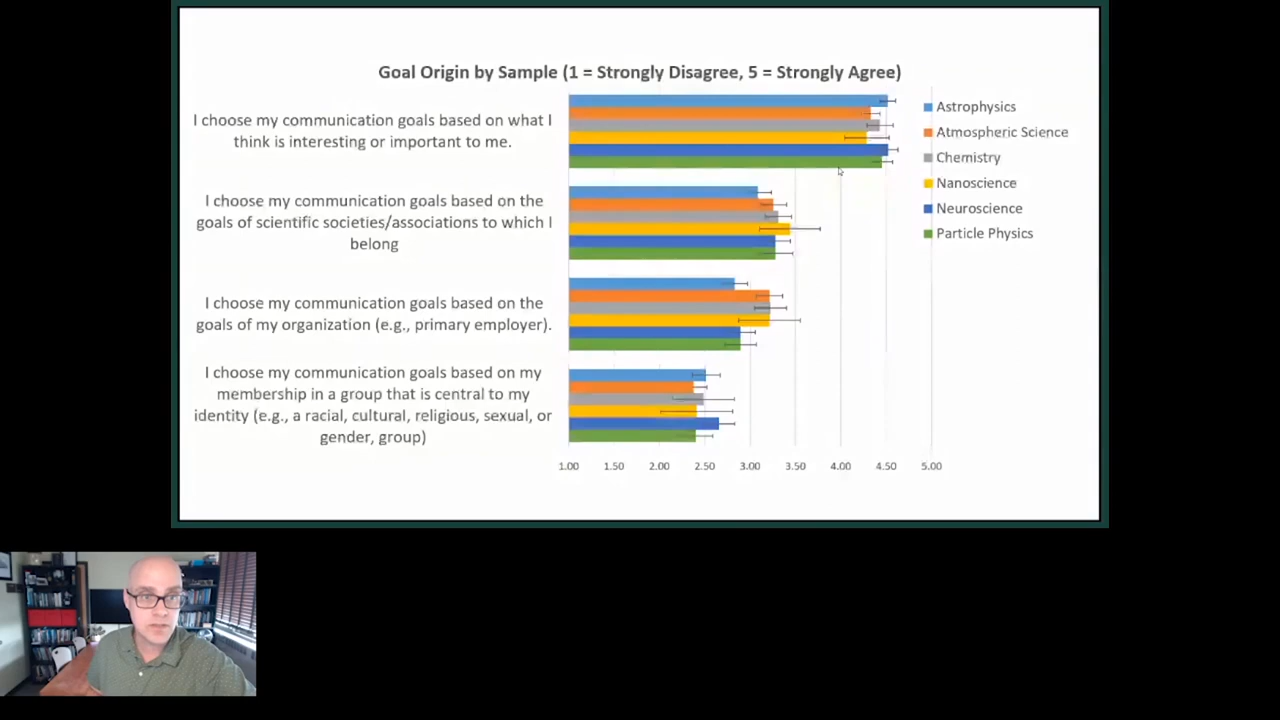 Goal Origin by Sample (1 = Strongly Disagree, 5 = Strongly Agree)
I choose my communication goals based on what I
think is interesting or important to me.
I choose my communication goals based on the
goals of scientific societies/associations to which I
belong
I choose my communication goals based on the
goals of my organization (e.g., primary employer).
I choose my communication goals based on my
membership in a group that is central to my
identity (e.g., a racial, cultural, religious, sexual, or
gender, group)
1.00 1.50 2.00 2.50 3.00 3.50 4.00 4.50 5.00
Astrophysics
Atmospheric Science
Chemistry
Nanoscience
Neuroscience
Particle Physics